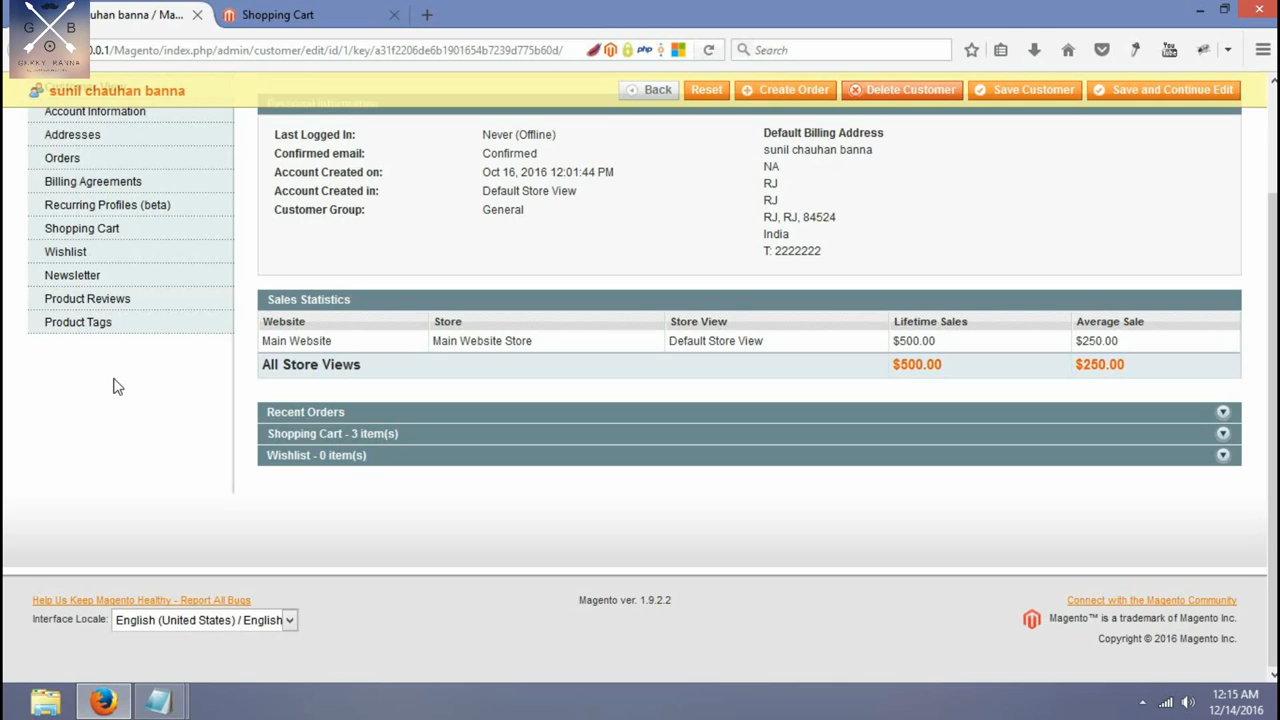 chauhan banna / Ma...
Shopping Cart
G B
GEEKY BANNA
0.1/Magento/index.php/admin/customer/edit/id/1/key/a31f2206de6b1901654b7239d775b60d/
php
Search
You
Tube
sunil chauhan banna
Back
Reset
Create Order
Delete Customer
Save Customer
Save and Continue Edit
Account Information
Addresses
Orders
Billing Agreements
Recurring Profiles (beta)
Shopping Cart
Wishlist
Newsletter
Product Reviews
Product Tags
Personal Information
Last Logged In: Never (Offline)
Confirmed email: Confirmed
Account Created on: Oct 16, 2016 12:01:44 PM
Account Created in: Default Store View
Customer Group: General
Default Billing Address
sunil chauhan banna
NA
RJ
RJ
RJ, RJ, 84524
India
T: 2222222
Sales Statistics
Website Store Store View Lifetime Sales Average Sale
Main Website Main Website Store Default Store View $500.00 $250.00
All Store Views $500.00 $250.00
Recent Orders
Shopping Cart - 3 item(s)
Wishlist - 0 item(s)
Help Us Keep Magento Healthy - Report All Bugs
Interface Locale: English (United States) / English
Magento ver. 1.9.2.2
Connect with the Magento Community
Magento™ is a trademark of Magento Inc.
Copyright © 2016 Magento Inc.
12:15 AM
12/14/2016